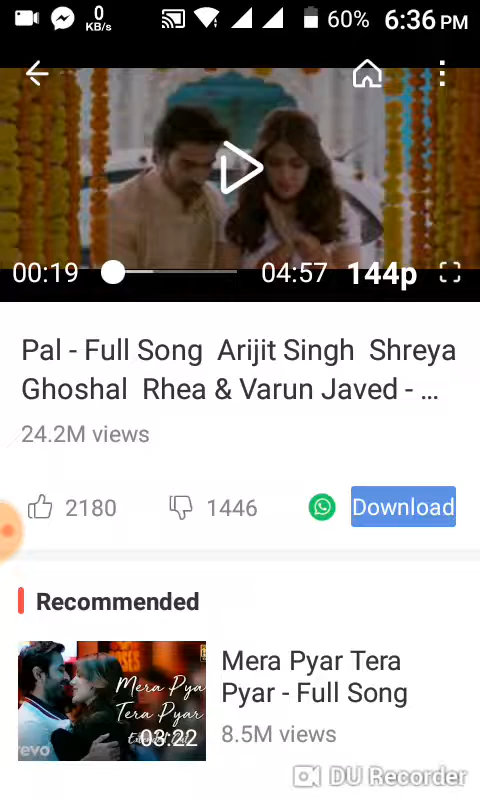 0
KB/s
60% 6:36 PM
00:19 04:57 144p
Pal - Full Song Arijit Singh Shreya
Ghoshal Rhea & Varun Javed - ...
24.2M views
2180 1446 Download
Recommended
Mera Pya
Tera Pyar
03:22
evo
Mera Pyar Tera
Pyar - Full Song
8.5M views
DU Recorder